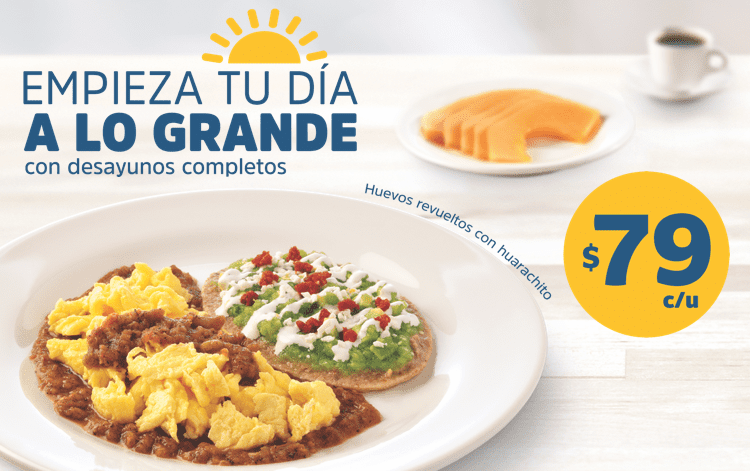 EMPIEZA TU DÍA
A LO GRANDE
con desayunos completos
Huevos revueltos con huarachito
$79
c/u